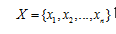 X = {x₁, x₂, ..., xₙ}